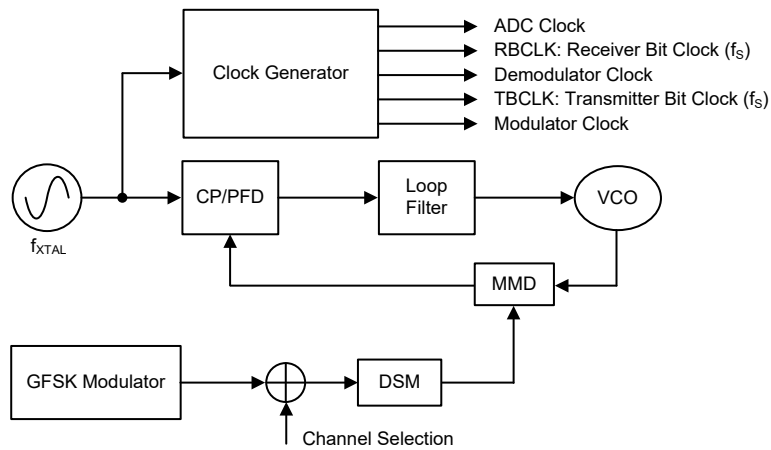 Clock Generator
ADC Clock
RBCLK: Receiver Bit Clock (fS)
Demodulator Clock
TBCLK: Transmitter Bit Clock (fS)
Modulator Clock
fXTAL
CP/PFD
Loop
Filter
VCO
MMD
GFSK Modulator
DSM
Channel Selection